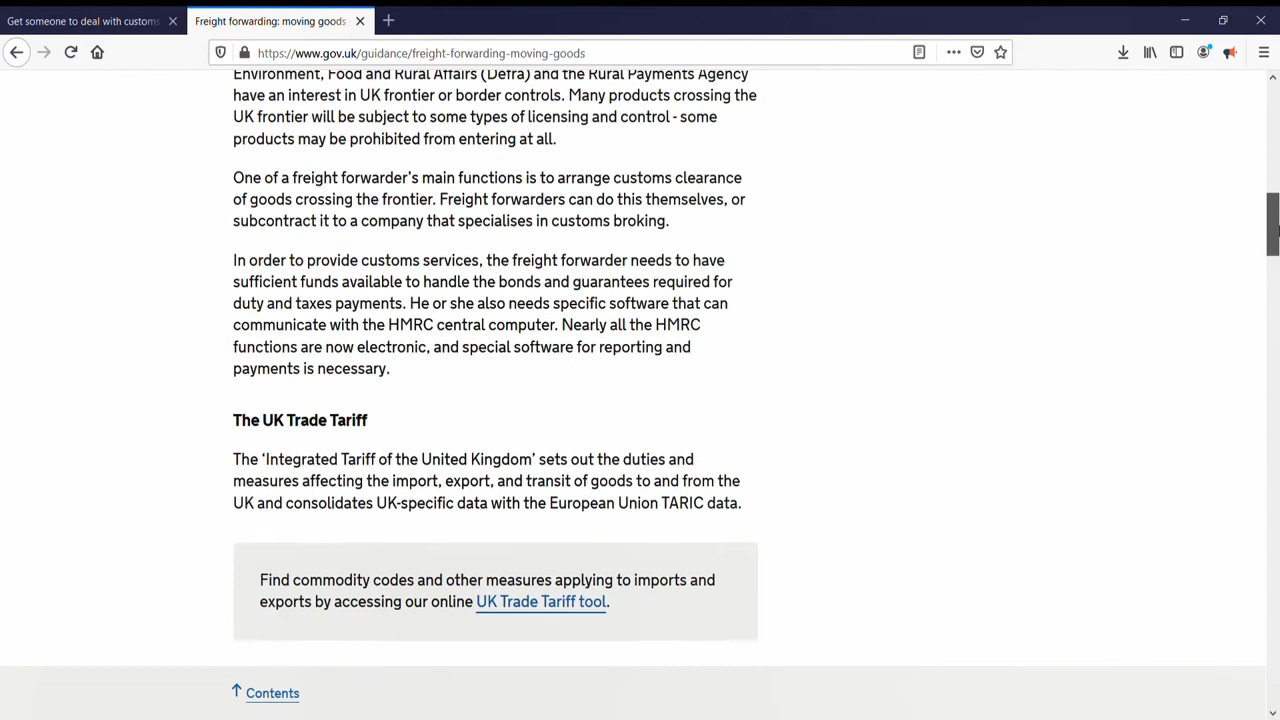 Get someone to deal with customs
Freight forwarding: moving goods
https://www.gov.uk/guidance/freight-forwarding-moving-goods
Environment, Food and Rural Affairs (Defra) and the Rural Payments Agency
have an interest in UK frontier or border controls. Many products crossing the
UK frontier will be subject to some types of licensing and control - some
products may be prohibited from entering at all.
One of a freight forwarder’s main functions is to arrange customs clearance
of goods crossing the frontier. Freight forwarders can do this themselves, or
subcontract it to a company that specialises in customs broking.
In order to provide customs services, the freight forwarder needs to have
sufficient funds available to handle the bonds and guarantees required for
duty and taxes payments. He or she also needs specific software that can
communicate with the HMRC central computer. Nearly all the HMRC
functions are now electronic, and special software for reporting and
payments is necessary.
The UK Trade Tariff
The ‘Integrated Tariff of the United Kingdom’ sets out the duties and
measures affecting the import, export, and transit of goods to and from the
UK and consolidates UK-specific data with the European Union TARIC data.
Find commodity codes and other measures applying to imports and
exports by accessing our online UK Trade Tariff tool.
Contents